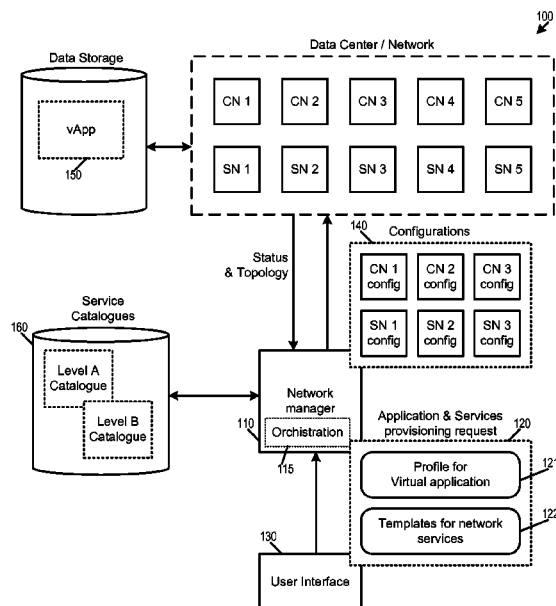 100
Data Storage
Data Center / Network
vApp
150
CN 1
CN 2
CN 3
CN 4
CN 5
SN 1
SN 2
SN 3
SN 4
SN 5
Status
& Topology
140
Configurations
CN 1
config
CN 2
config
CN 3
config
SN 1
config
SN 2
config
SN 3
config
Service
Catalogues
160
Level A
Catalogue
Level B
Catalogue
Network
manager
110
Orchistration
115
Application & Services
provisioning request
120
Profile for
Virtual application
121
Templates for network
services
122
130
User Interface